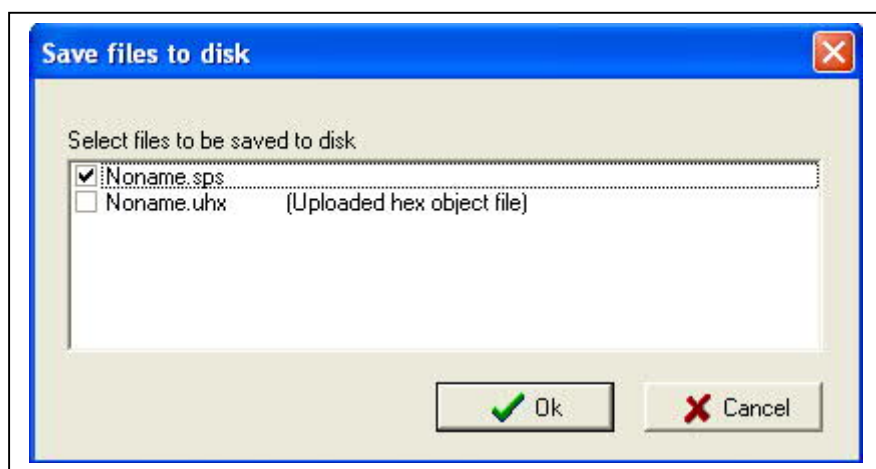 Save files to disk
Select files to be saved to disk
Noname.sps
Noname.uhx (Uploaded hex object file)
Ok Cancel